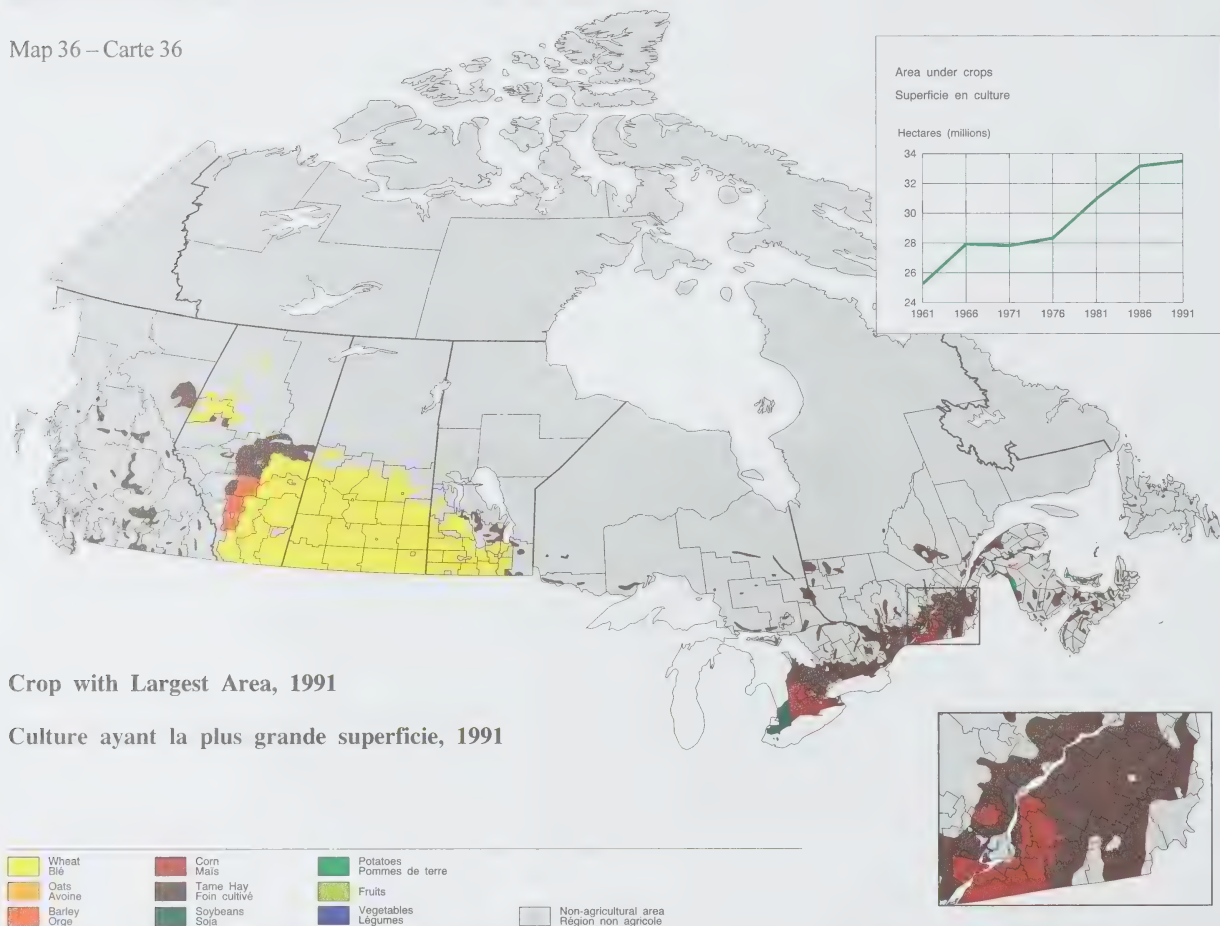 Map 36 – Carte 36
Area under crops
Superficie en culture
Hectares (millions)
34
32
30
28
26
24
1961 1966 1971 1976 1981 1986 1991
Crop with Largest Area, 1991
Culture ayant la plus grande superficie, 1991
Wheat
Blé
Oats
Avoine
Barley
Orge
Corn
Maïs
Tame Hay
Foin cultivé
Soybeans
Soja
Potatoes
Pommes de terre
Fruits
Vegetables
Légumes
Non-agricultural area
Région non agricole